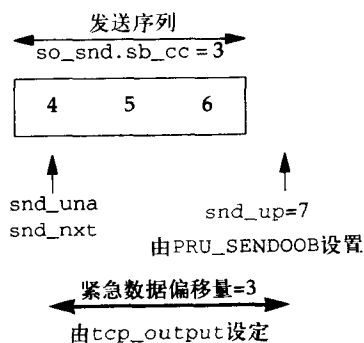 发送序列
so_snd.sb_cc=3
4 5 6
snd_una
snd_nxt
snd_up=7
由PRU_SENDOOB设置
紧急数据偏移量=3
由tcp_output设定